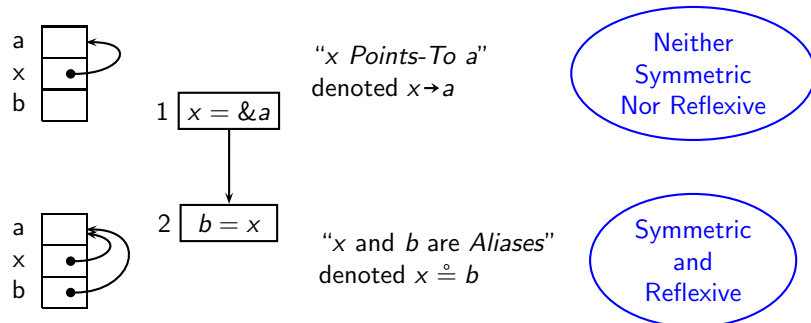 a
x
b
1 x = &a
"x Points-To a"
denoted x→a
Neither
Symmetric
Nor Reflexive
2 b = x
a
x
b
"x and b are Aliases"
denoted x ≗ b
Symmetric
and
Reflexive